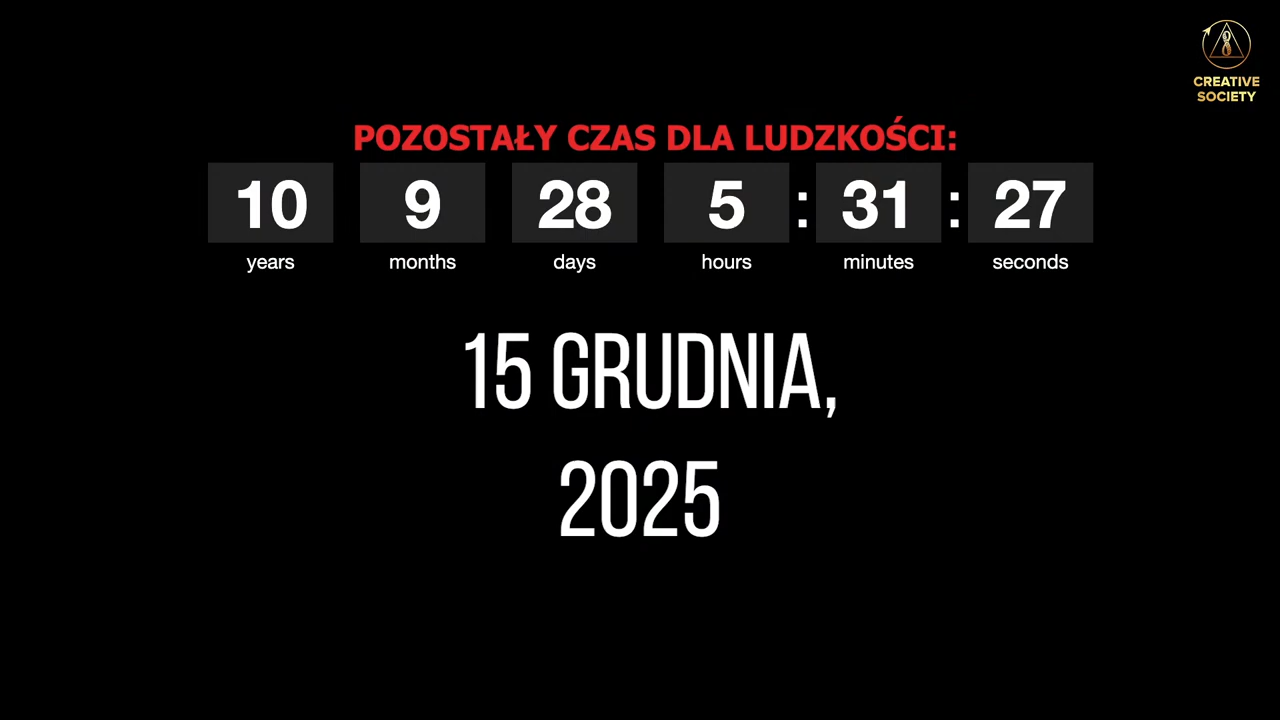 CREATIVE
SOCIETY
POZOSTAŁY CZAS DLA LUDZKOŚCI:
10 9 28 5 : 31 : 27
years months days hours minutes seconds
15 GRUDNIA,
2025